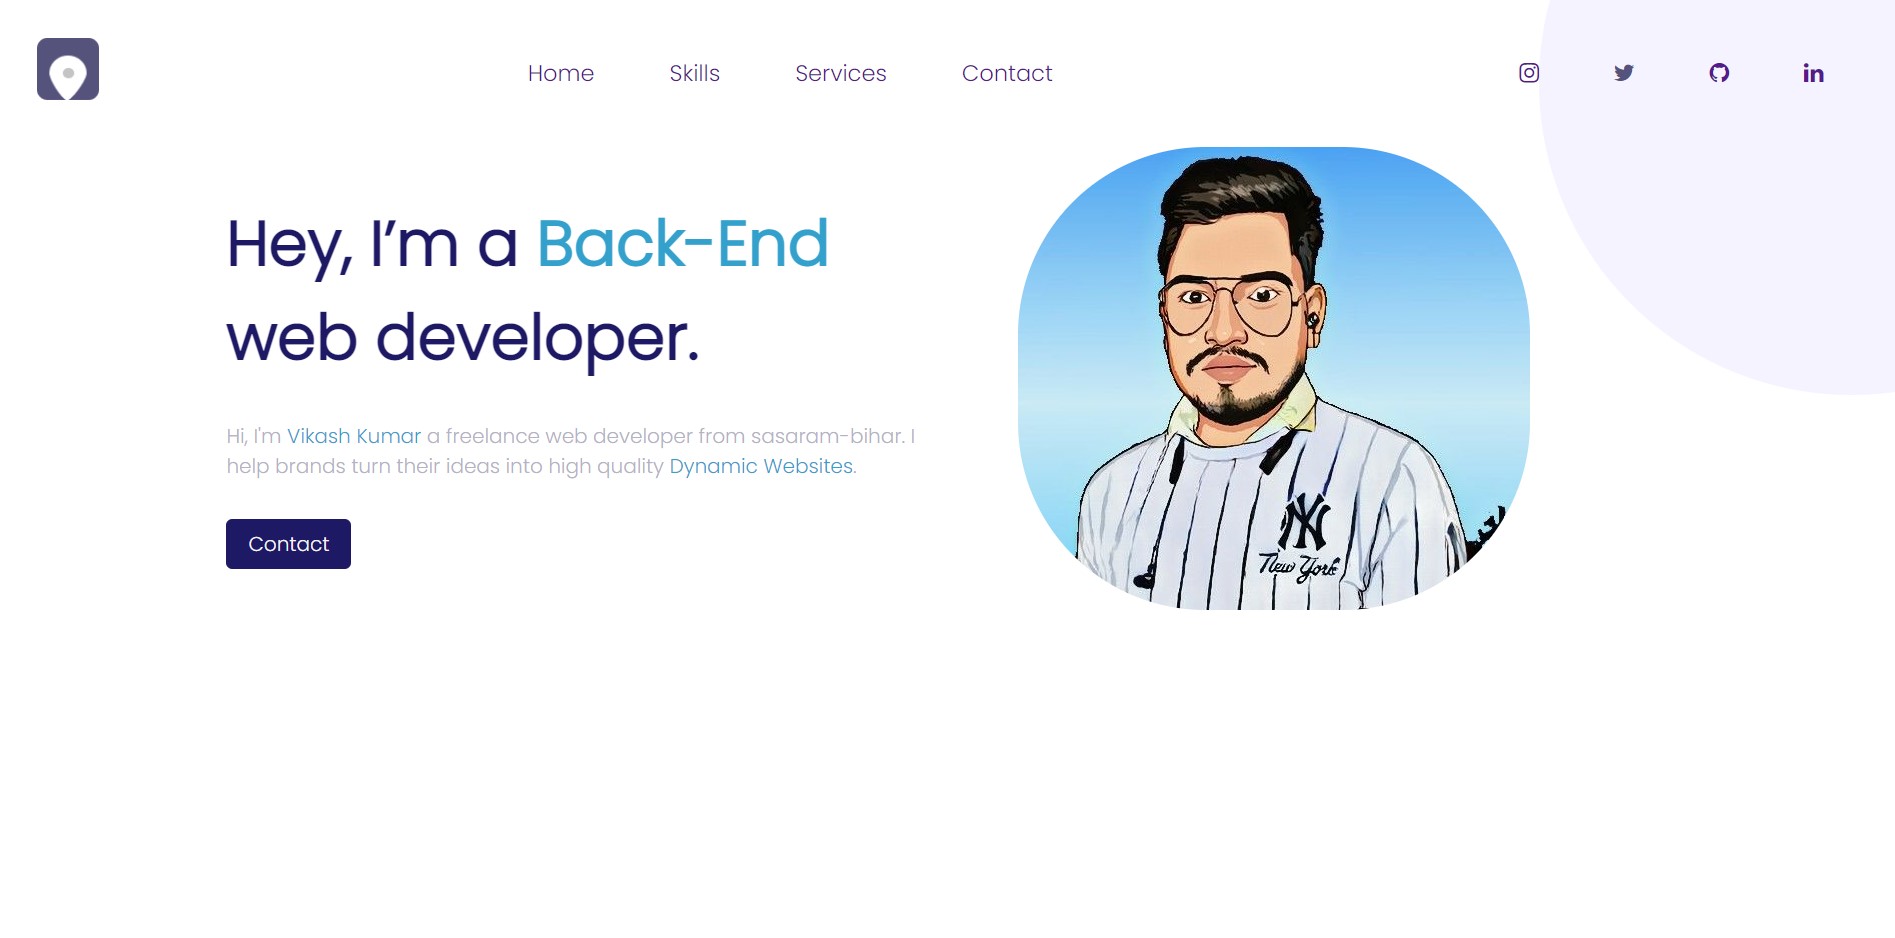 Home Skills Services Contact
Hey, I’m a Back-End
web developer.
Hi, I'm Vikash Kumar a freelance web developer from sasaram-bihar. I
help brands turn their ideas into high quality Dynamic Websites.
Contact
NY
New York